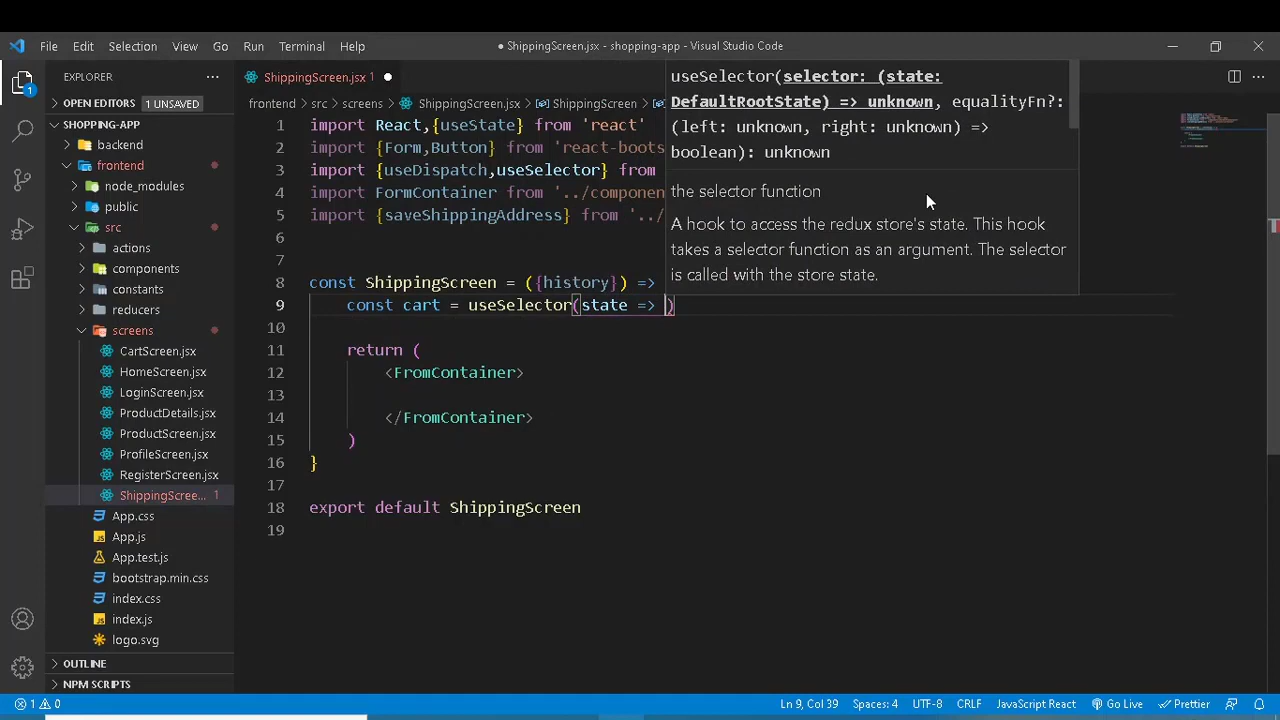 File Edit Selection View Go Run Terminal Help
● ShippingScreen.jsx - shopping-app - Visual Studio Code
EXPLORER
ShippingScreen.jsx 1
OPEN EDITORS 1 UNSAVED
frontend > src > screens > ShippingScreen.jsx > ShippingScreen >
SHOPPING-APP
backend
frontend
node_modules
public
src
actions
components
constants
reducers
screens
CartScreen.jsx
HomeScreen.jsx
LoginScreen.jsx
ProductDetails.jsx
ProductScreen.jsx
ProfileScreen.jsx
RegisterScreen.jsx
ShippingScree... 1
App.css
App.js
App.test.js
bootstrap.min.css
index.css
index.js
logo.svg
OUTLINE
NPM SCRIPTS
1 import React,{useState} from 'react'
2 import {Form,Button} from 'react-boots
3 import {useDispatch,useSelector} from
4 import FormContainer from '../componen
5 import {saveShippingAddress} from '../
6
7
8 const ShippingScreen = ({history}) =>
9 const cart = useSelector(state => )
10
11 return (
12 <FromContainer>
13
14 </FromContainer>
15 )
16 }
17
18 export default ShippingScreen
19
useSelector(selector: (state:
DefaultRootState) => unknown, equalityFn?:
(left: unknown, right: unknown) =>
boolean): unknown
the selector function
A hook to access the redux store's state. This hook
takes a selector function as an argument. The selector
is called with the store state.
1 0
Ln 9, Col 39 Spaces: 4 UTF-8 CRLF JavaScript React Go Live Prettier